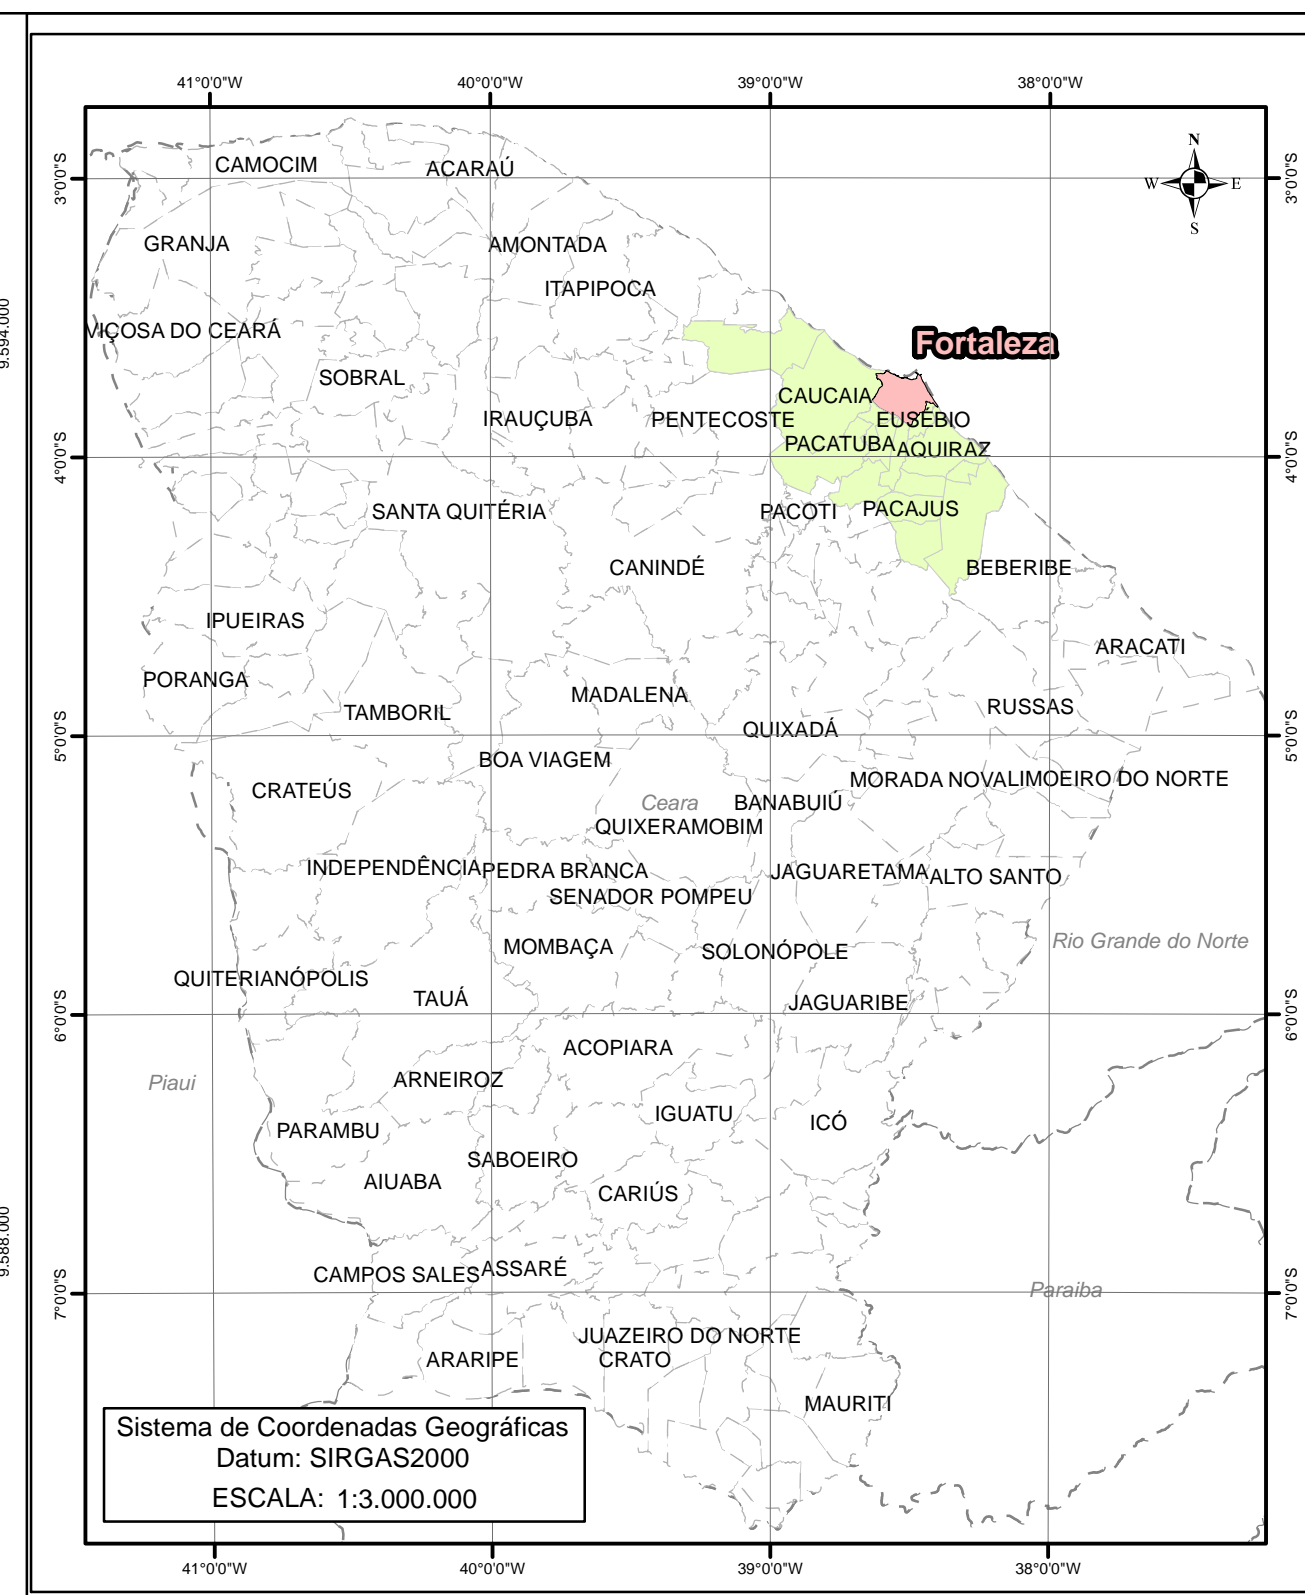 41°0'0"W
40°0'0"W
39°0'0"W
38°0'0"W
N
W
E
S
3°0'0"S
3°0'0"S
CAMOCIM
ACARAÚ
GRANJA
AMONTADA
ITAPIPOCA
9.594.000
VIÇOSA DO CEARÁ
Fortaleza
SOBRAL
CAUCAIA
IRAUÇUBA
PENTECOSTE
EUSÉBIO
PACATUBA
AQUIRAZ
4°0'0"S
4°0'0"S
SANTA QUITÉRIA
PACOTI
PACAJUS
CANINDÉ
BEBERIBE
IPUEIRAS
ARACATI
PORANGA
MADALENA
TAMBORIL
RUSSAS
QUIXADÁ
5°0'0"S
5°0'0"S
BOA VIAGEM
MORADA NOVA
LIMOEIRO DO NORTE
CRATEÚS
Ceara
BANABUIÚ
QUIXERAMOBIM
INDEPENDÊNCIA
PEDRA BRANCA
JAGUARETAMA
ALTO SANTO
SENADOR POMPEU
MOMBAÇA
SOLONÓPOLE
Rio Grande do Norte
QUITERIANÓPOLIS
TAUÁ
JAGUARIBE
6°0'0"S
6°0'0"S
ACOPIARA
Piaui
ARNEIROZ
IGUATU
ICÓ
PARAMBU
SABOEIRO
AIUABA
CARIÚS
9.588.000
CAMPOS SALES
ASSARÉ
7°0'0"S
Paraiba
7°0'0"S
JUAZEIRO DO NORTE
ARARIPE
CRATO
MAURITI
Sistema de Coordenadas Geográficas
Datum: SIRGAS2000
ESCALA: 1:3.000.000
41°0'0"W
40°0'0"W
39°0'0"W
38°0'0"W